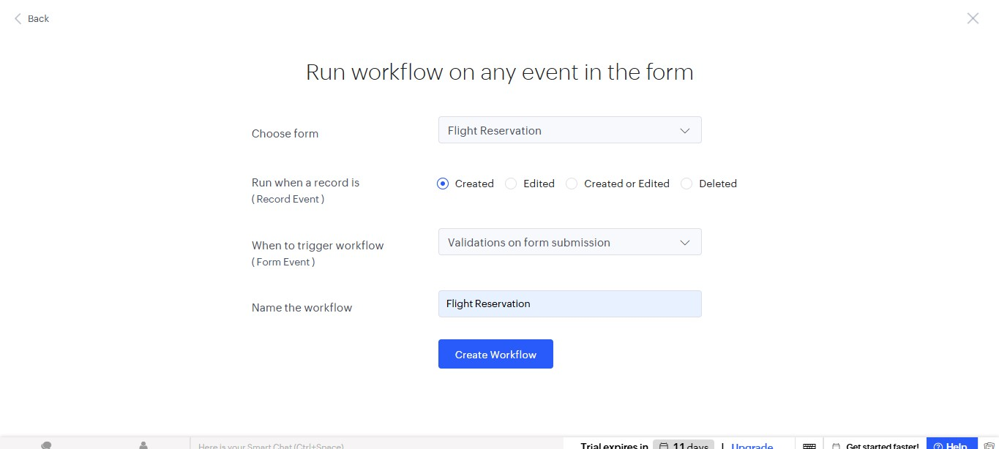 Back
Run workflow on any event in the form
Choose form
Flight Reservation
Run when a record is
( Record Event )
Created
Edited
Created or Edited
Deleted
When to trigger workflow
( Form Event )
Validations on form submission
Name the workflow
Flight Reservation
Create Workflow
Here is your Smart Chat (Ctrl+Space)
Trial expires in 11 days | Upgrade
Get started faster!
Help